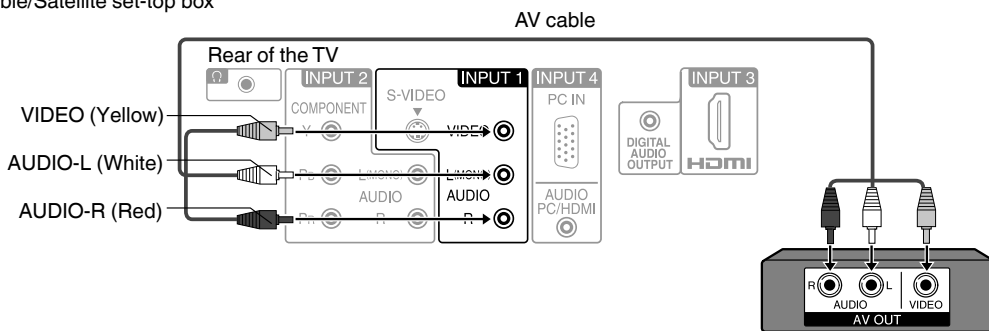 ble/Satellite set-top box
AV cable
Rear of the TV
INPUT 2
INPUT 1
INPUT 4
INPUT 3
S-VIDEO
PC IN
COMPONENT
VIDEO (Yellow)
Y
VIDEO
DIGITAL
AUDIO
OUTPUT
HDMI
AUDIO-L (White)
PB
L(MONO)
L(MONO)
AUDIO
AUDIO
AUDIO
PC/HDMI
AUDIO-R (Red)
PR
R
R
R
L
AUDIO
VIDEO
AV OUT